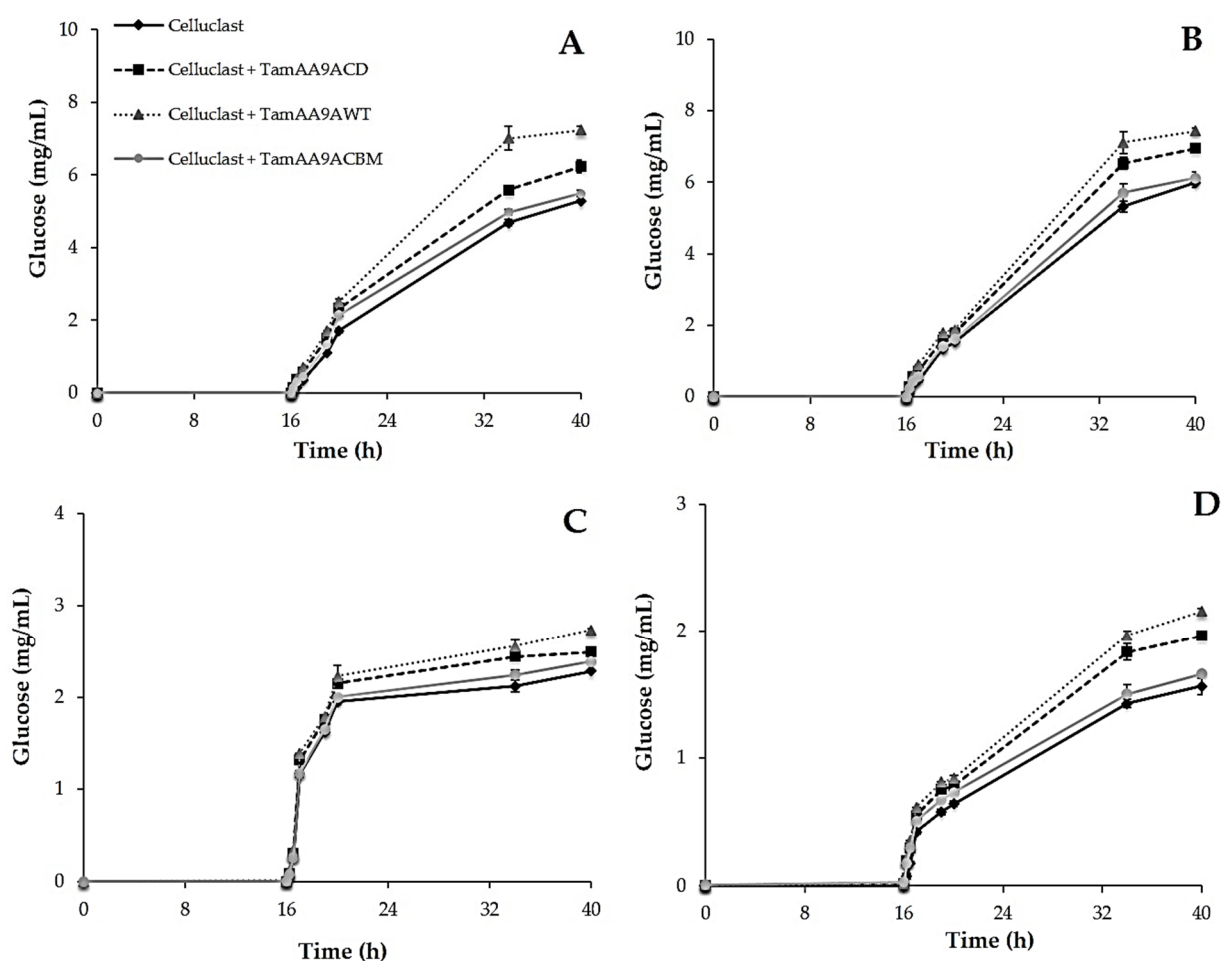 A
Celluclast
Celluclast + TamAA9ACD
Celluclast + TamAA9AWT
Celluclast + TamAA9ACBM
10
8
6
4
2
0
Glucose (mg/mL)
0 8 16 24 32 40
Time (h)
B
10
8
6
4
2
0
Glucose (mg/mL)
0 8 16 24 32 40
Time (h)
C
4
3
2
1
0
Glucose (mg/mL)
0 8 16 24 32 40
Time (h)
D
3
2
1
0
Glucose (mg/mL)
0 8 16 24 32 40
Time (h)